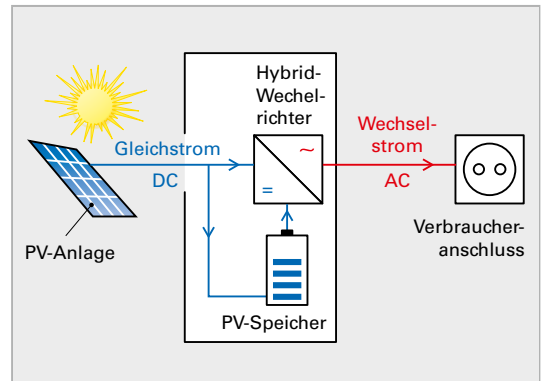 Hybrid-
Wechel-
richter
Gleichstrom
DC
~
=
Wechsel-
strom
AC
PV-Anlage
PV-Speicher
Verbraucher-
anschluss